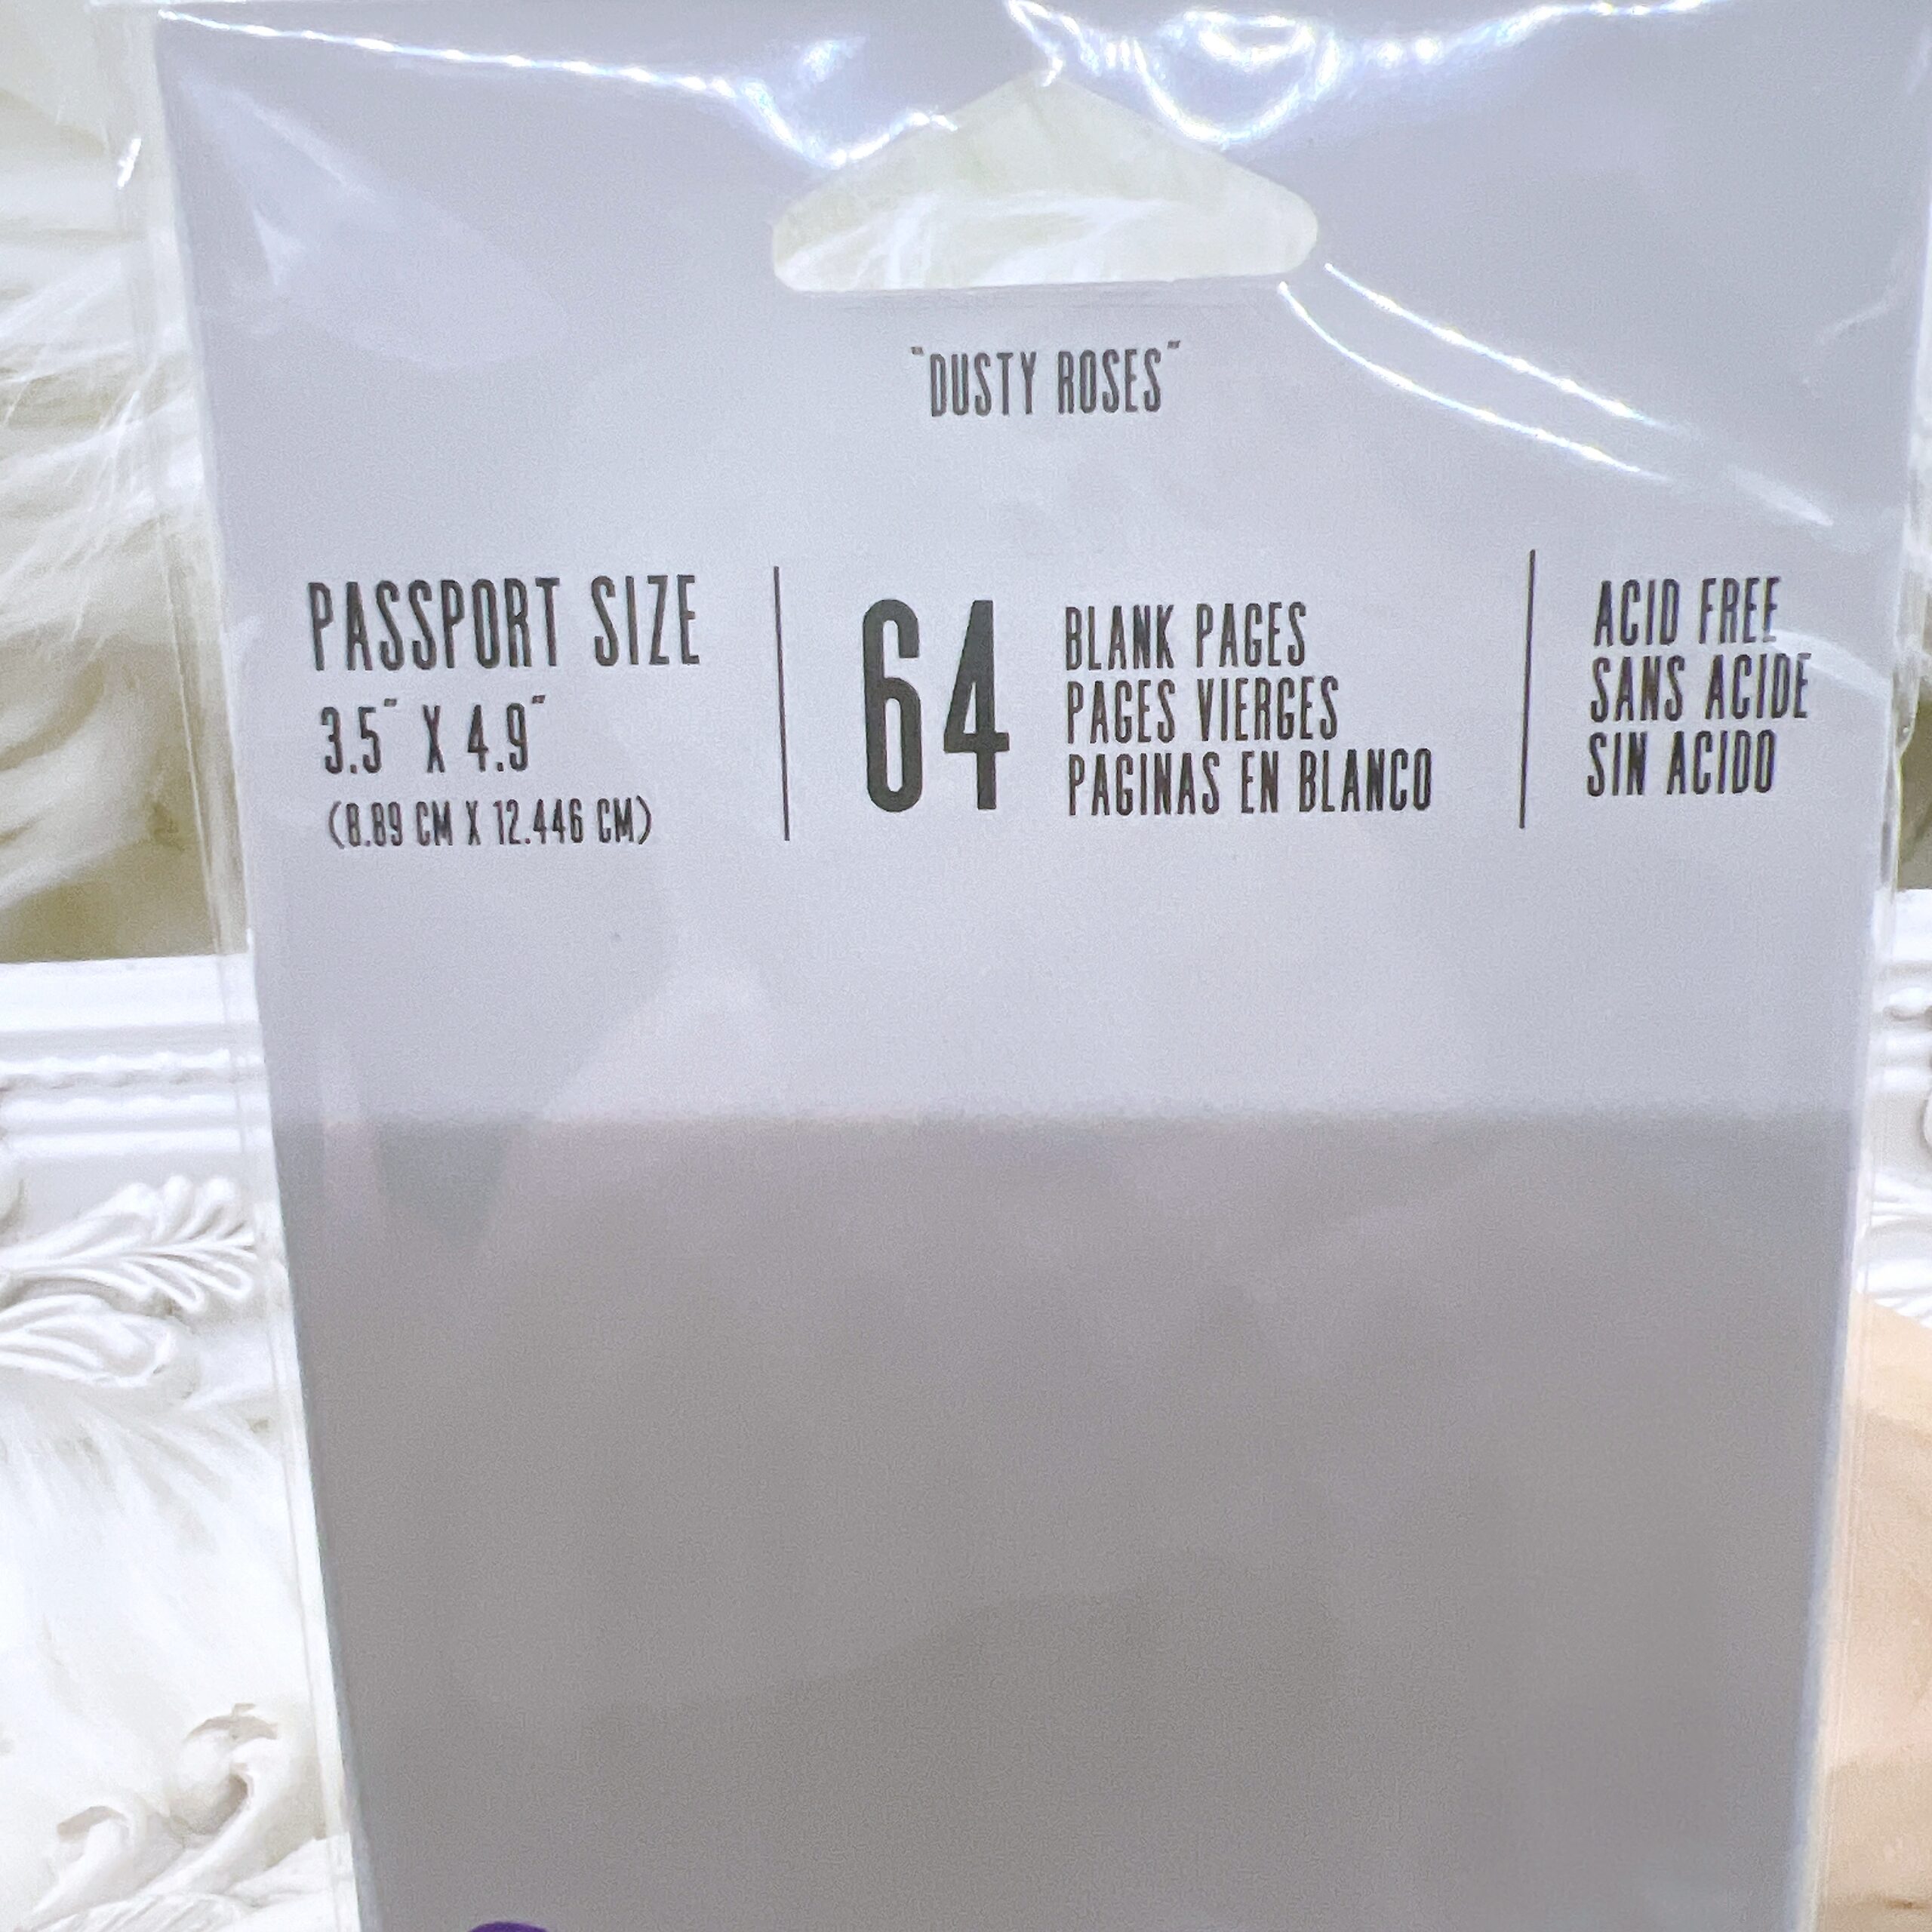 "DUSTY ROSES"
PASSPORT SIZE
3.5" X 4.9"
(8.89 CM X 12.446 CM)
64
BLANK PAGES
PAGES VIERGES
PAGINAS EN BLANCO
ACID FREE
SANS ACIDE
SIN ACIDO